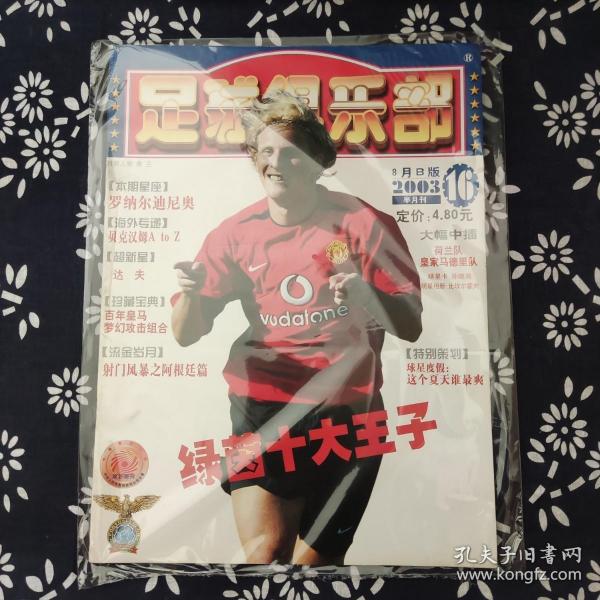 足球俱乐部
®
封面人物 弗兰
8月B版
2003
16
半月刊
定价:4.80元
【本期星座】
罗纳尔迪尼奥
【海外专递】
贝克汉姆A to Z
【超新星】
达夫
【珍藏宝典】
百年皇马
梦幻攻击组合
【流金岁月】
射门风暴之阿根廷篇
大幅中插
荷兰队
皇家马德里队
【特别策划】
球星度假:
这个夏天谁最爽
vodafone
绿茵十大王子
孔夫子旧书网
www.kongfz.com